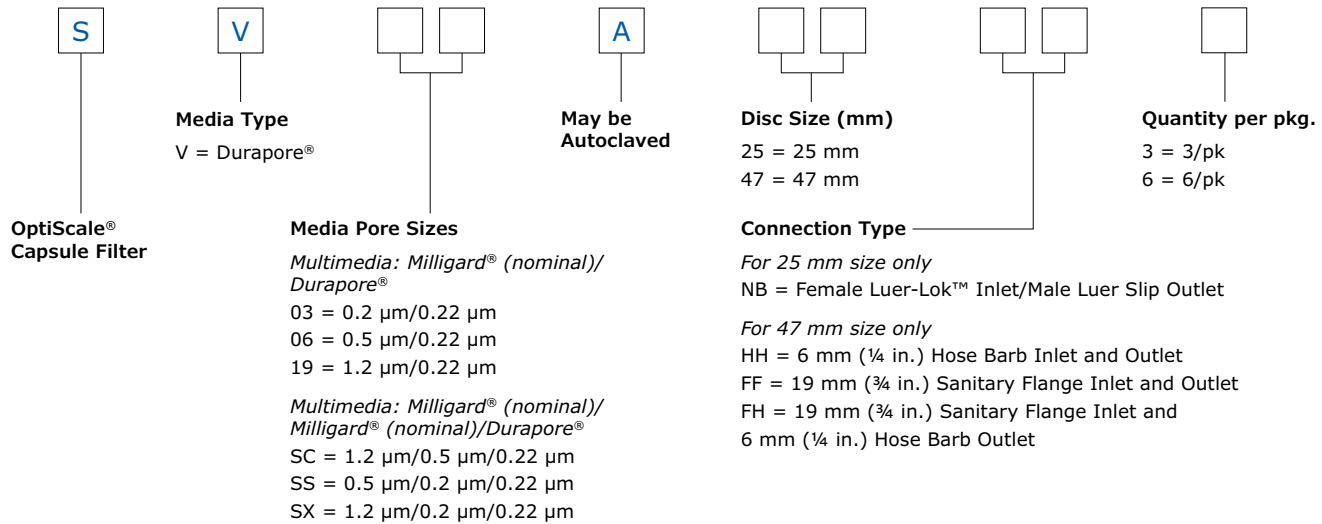 S
V
A
Media Type
V = Durapore®
May be
Autoclaved
Disc Size (mm)
25 = 25 mm
47 = 47 mm
Quantity per pkg.
3 = 3/pk
6 = 6/pk
OptiScale®
Capsule Filter
Media Pore Sizes
Multimedia: Milligard® (nominal)/
Durapore®
03 = 0.2 µm/0.22 µm
06 = 0.5 µm/0.22 µm
19 = 1.2 µm/0.22 µm
Multimedia: Milligard® (nominal)/
Milligard® (nominal)/Durapore®
SC = 1.2 µm/0.5 µm/0.22 µm
SS = 0.5 µm/0.2 µm/0.22 µm
SX = 1.2 µm/0.2 µm/0.22 µm
Connection Type
For 25 mm size only
NB = Female Luer-Lok™ Inlet/Male Luer Slip Outlet
For 47 mm size only
HH = 6 mm (¼ in.) Hose Barb Inlet and Outlet
FF = 19 mm (¾ in.) Sanitary Flange Inlet and Outlet
FH = 19 mm (¾ in.) Sanitary Flange Inlet and
6 mm (¼ in.) Hose Barb Outlet